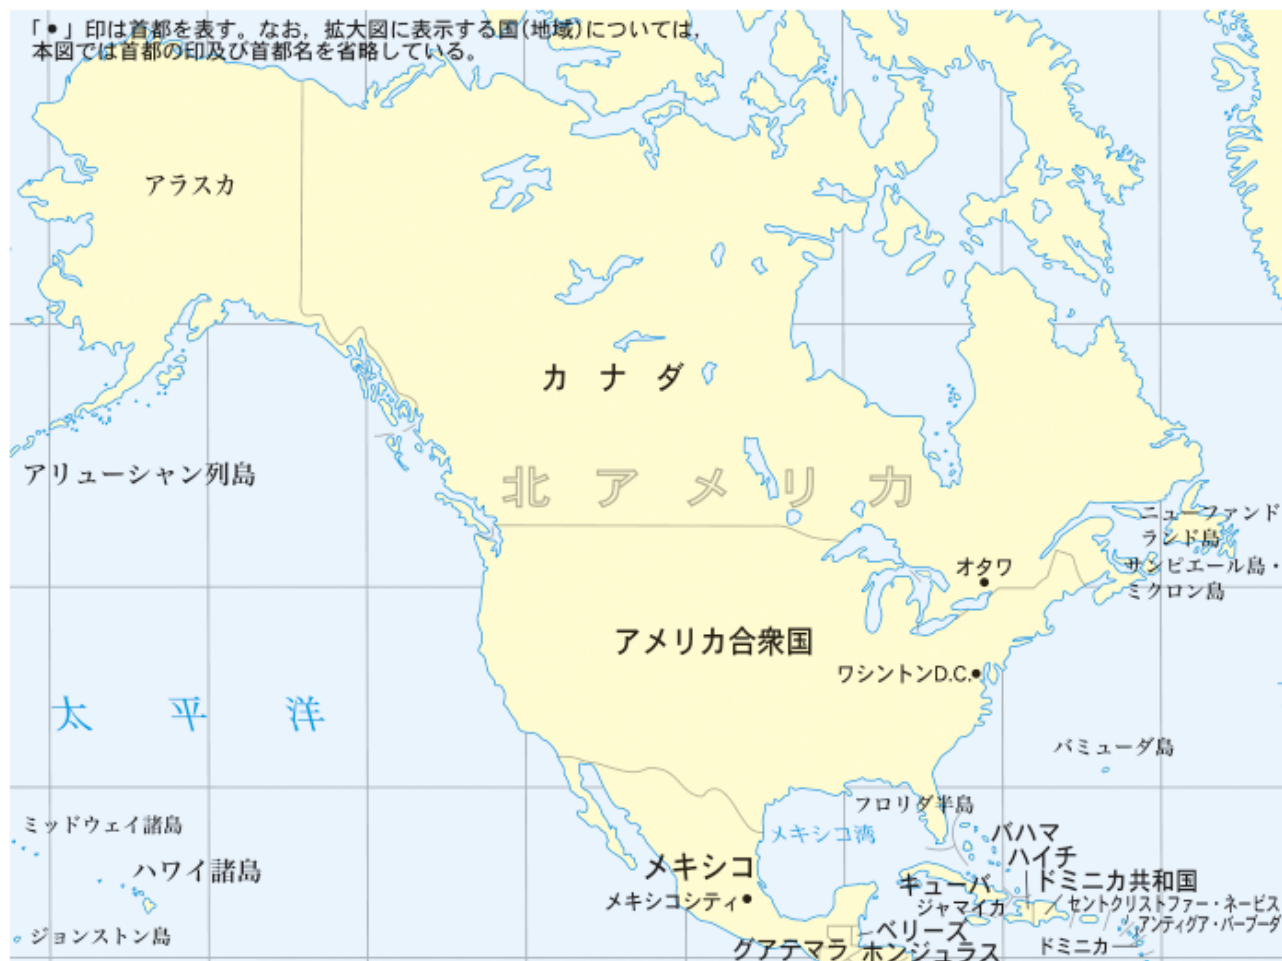 「●」印は首都を表す。なお，拡大図に表示する国(地域)については，
本図では首都の印及び首都名を省略している。
アラスカ
カナダ
アリューシャン列島
北アメリカ
ニューファンド
ランド島
オタワ
サンピエール島・
ミクロン島
アメリカ合衆国
ワシントンD.C.
太平洋
バミューダ島
フロリダ半島
ミッドウェイ諸島
メキシコ湾
バハマ
ハイチ
メキシコ
ハワイ諸島
キューバ
ドミニカ共和国
メキシコシティ
ジャマイカ
セントクリストファー・ネービス
アンティグア・バーブーダ
ジョンストン島
ベリーズ
ドミニカ
グアテマラ
ホンジュラス